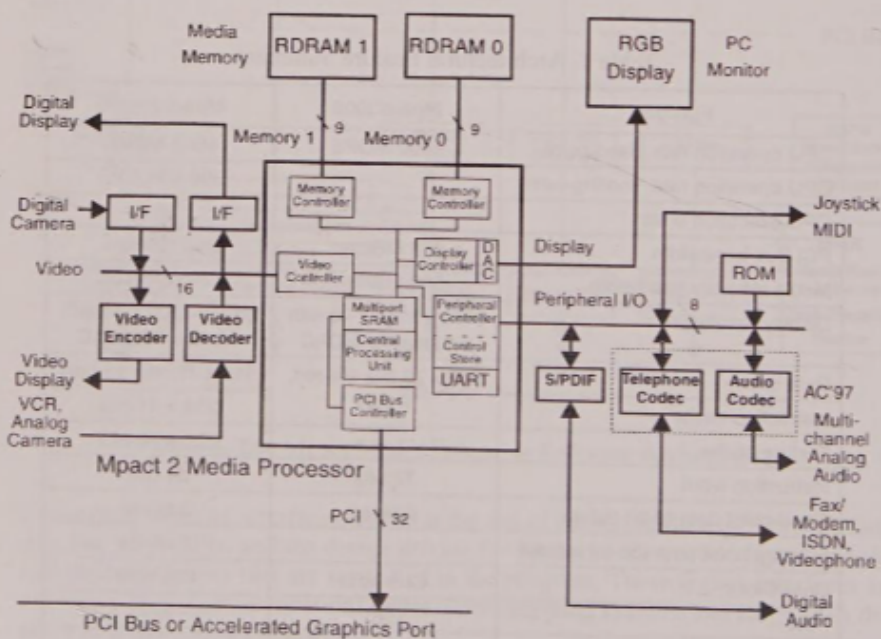 Media
Memory
RDRAM 1
RDRAM 0
RGB
Display
PC
Monitor
Digital
Display
Memory 1
9
Memory 0
9
Digital
Camera
I/F
I/F
Memory
Controller
Memory
Controller
Joystick
MIDI
Video
16
Video
Controller
Display
Controller
DAC
Display
ROM
Peripheral I/O
8
Video
Encoder
Video
Decoder
Multiport
SRAM
Central
Processing
Unit
PCI Bus
Controller
Peripheral
Controller
Control
Store
UART
S/PDIF
Telephone
Codec
Audio
Codec
AC'97
Video
Display
VCR,
Analog
Camera
Multi-
channel
Analog
Audio
Mpact 2 Media Processor
PCI
32
Fax/
Modem,
ISDN,
Videophone
Digital
Audio
PCI Bus or Accelerated Graphics Port